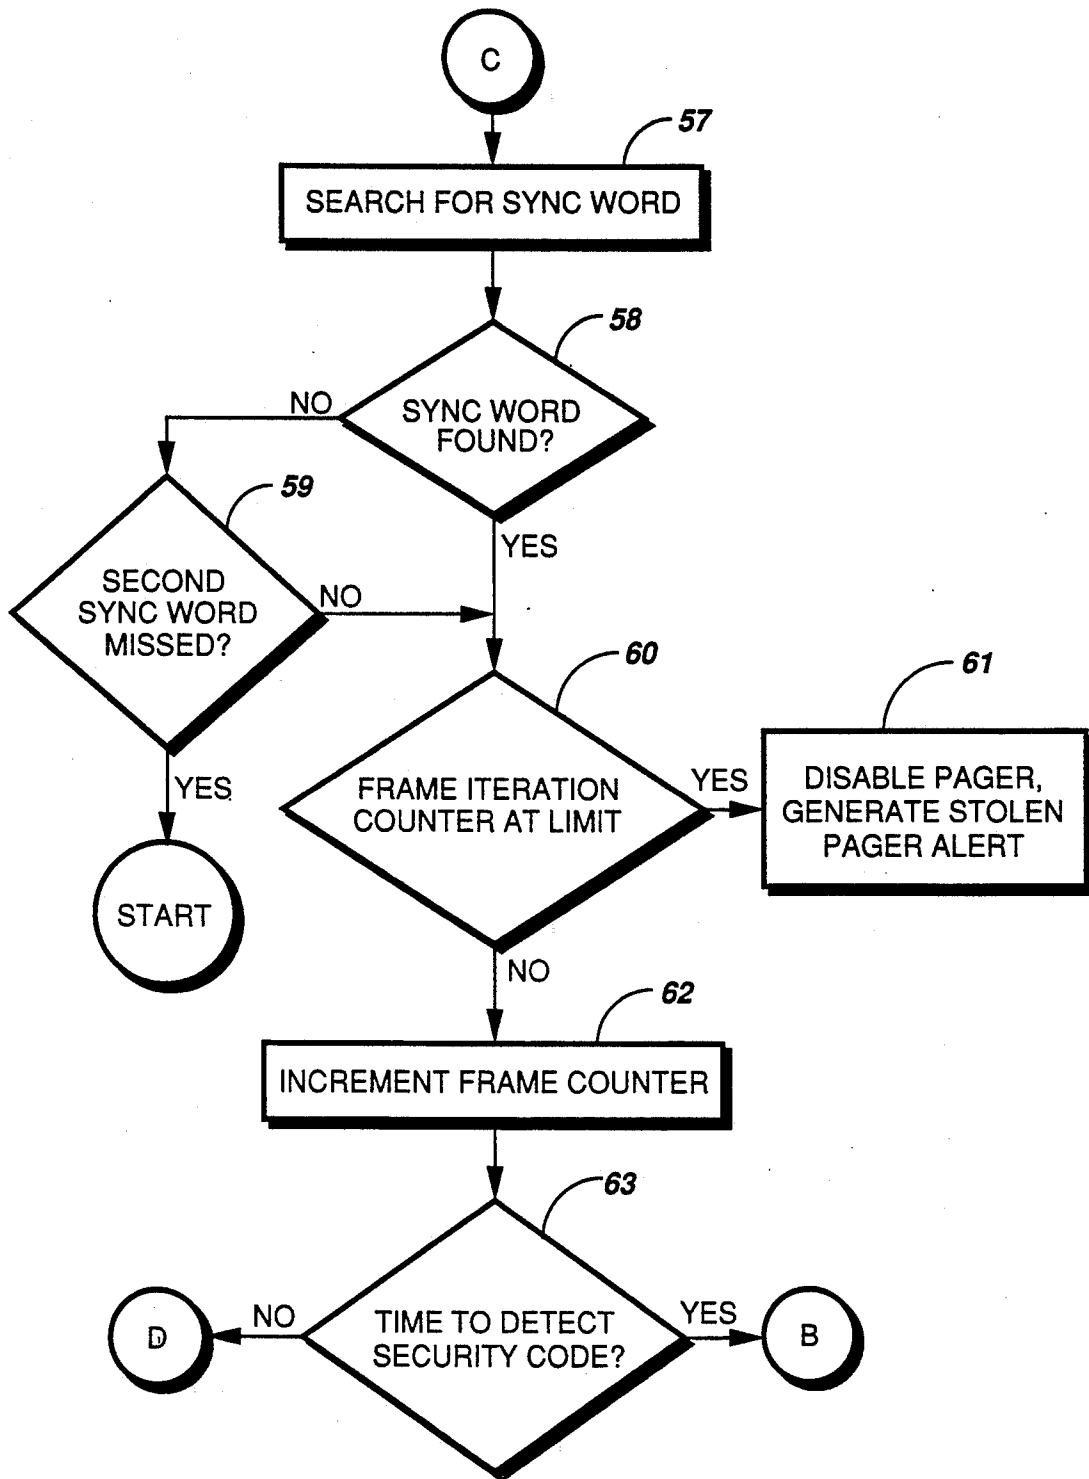 C
57
SEARCH FOR SYNC WORD
58
NO
SYNC WORD
FOUND?
59
YES
SECOND
SYNC WORD
MISSED?
NO
60
61
YES
FRAME ITERATION
COUNTER AT LIMIT
YES
DISABLE PAGER,
GENERATE STOLEN
PAGER ALERT
START
NO
62
INCREMENT FRAME COUNTER
63
D
NO
TIME TO DETECT
SECURITY CODE?
YES
B